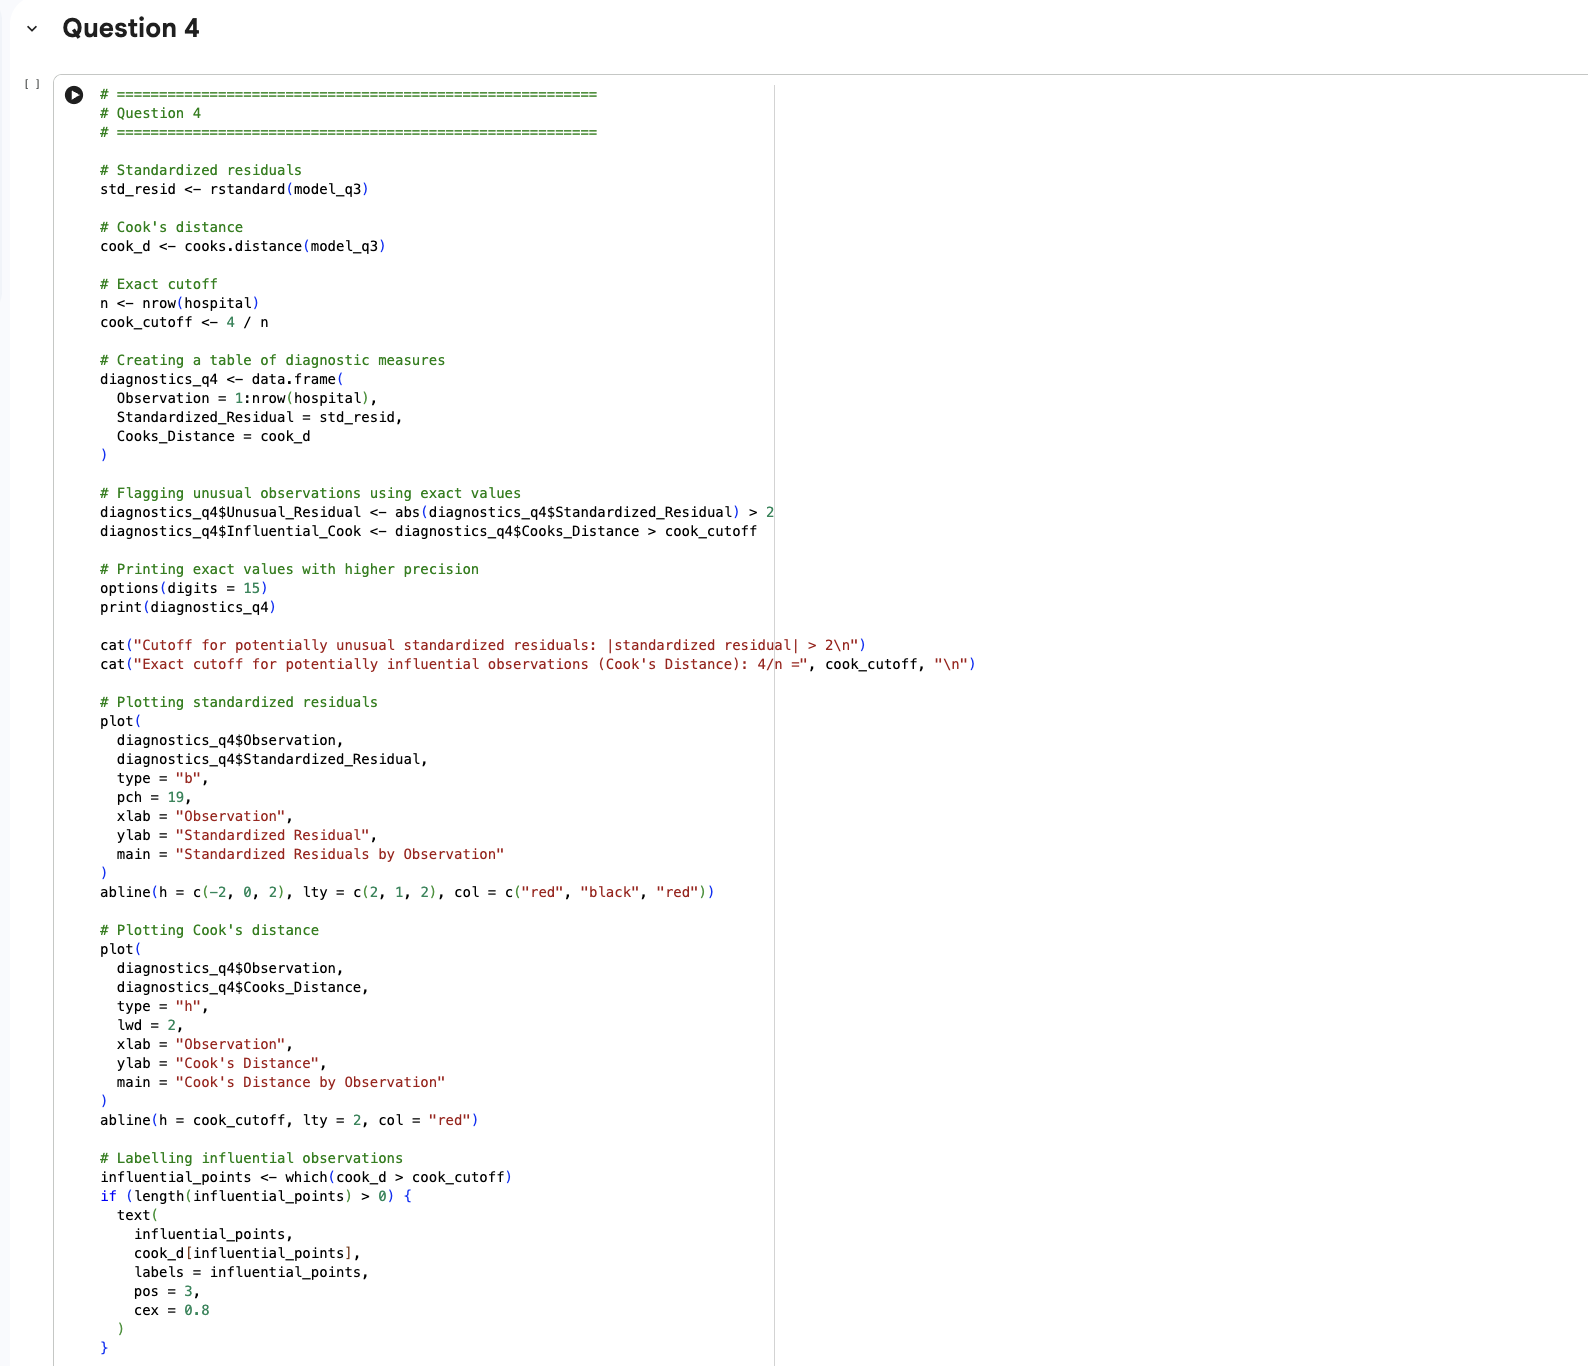 Question 4
[ ]
# =========================================================
# Question 4
# =========================================================
# Standardized residuals
std_resid <- rstandard(model_q3)
# Cook's distance
cook_d <- cooks.distance(model_q3)
# Exact cutoff
n <- nrow(hospital)
cook_cutoff <- 4 / n
# Creating a table of diagnostic measures
diagnostics_q4 <- data.frame(
  Observation = 1:nrow(hospital),
  Standardized_Residual = std_resid,
  Cooks_Distance = cook_d
)
# Flagging unusual observations using exact values
diagnostics_q4$Unusual_Residual <- abs(diagnostics_q4$Standardized_Residual) > 2
diagnostics_q4$Influential_Cook <- diagnostics_q4$Cooks_Distance > cook_cutoff
# Printing exact values with higher precision
options(digits = 15)
print(diagnostics_q4)
cat("Cutoff for potentially unusual standardized residuals: |standardized residual| > 2\n")
cat("Exact cutoff for potentially influential observations (Cook's Distance): 4/n =", cook_cutoff, "\n")
# Plotting standardized residuals
plot(
  diagnostics_q4$Observation,
  diagnostics_q4$Standardized_Residual,
  type = "b",
  pch = 19,
  xlab = "Observation",
  ylab = "Standardized Residual",
  main = "Standardized Residuals by Observation"
)
abline(h = c(-2, 0, 2), lty = c(2, 1, 2), col = c("red", "black", "red"))
# Plotting Cook's distance
plot(
  diagnostics_q4$Observation,
  diagnostics_q4$Cooks_Distance,
  type = "h",
  lwd = 2,
  xlab = "Observation",
  ylab = "Cook's Distance",
  main = "Cook's Distance by Observation"
)
abline(h = cook_cutoff, lty = 2, col = "red")
# Labelling influential observations
influential_points <- which(cook_d > cook_cutoff)
if (length(influential_points) > 0) {
  text(
    influential_points,
    cook_d[influential_points],
    labels = influential_points,
    pos = 3,
    cex = 0.8
  )
}